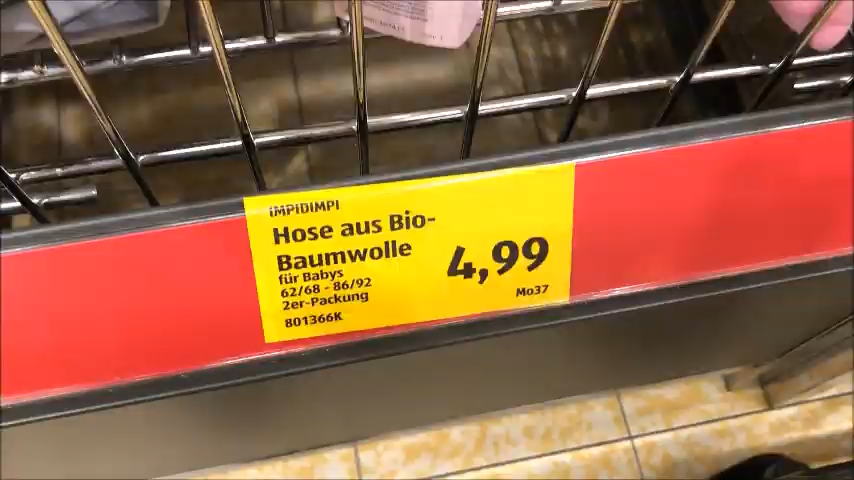 IMPIDIMPI
Hose aus Bio-
Baumwolle
für Babys
62/68 - 86/92
2er-Packung
801366K
4,99
Mo37